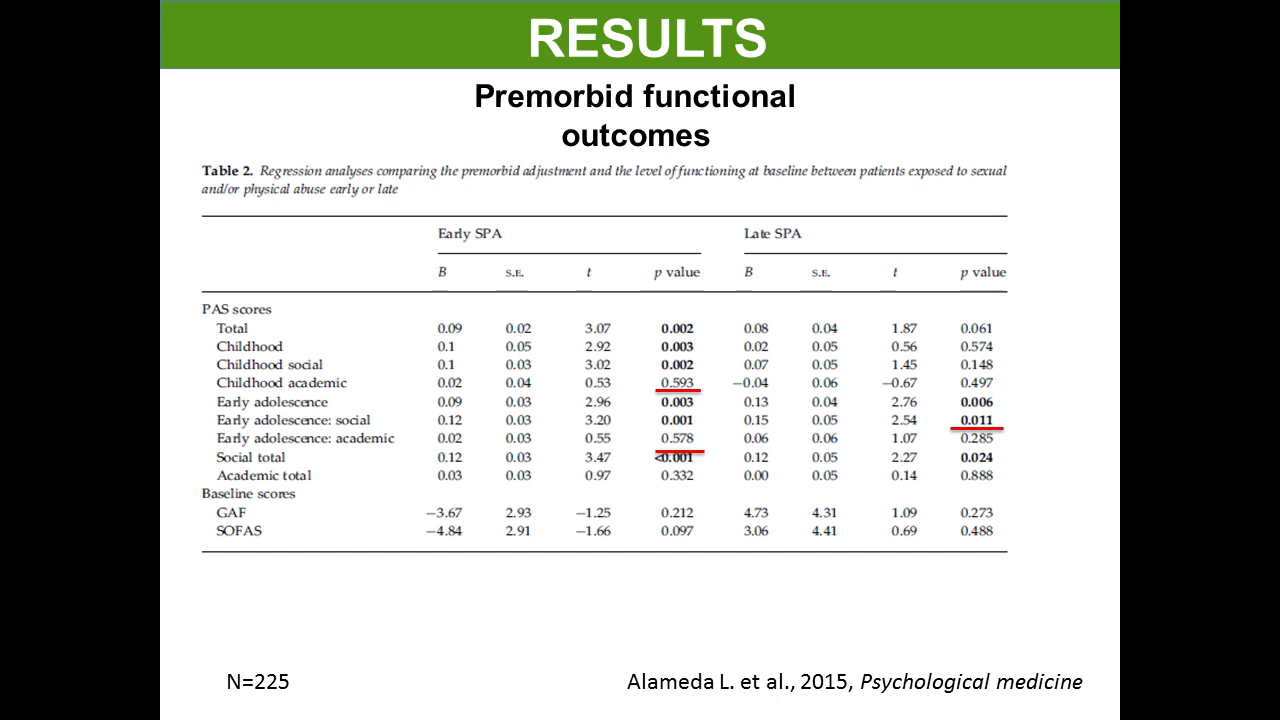 RESULTS
Premorbid functional
outcomes
Table 2. Regression analyses comparing the premorbid adjustment and the level of functioning at baseline between patients exposed to sexual
and/or physical abuse early or late
Early SPA Late SPA
B S.E. t p value B S.E. t p value
PAS scores
Total 0.09 0.02 3.07 0.002 0.08 0.04 1.87 0.061
Childhood 0.1 0.05 2.92 0.003 0.02 0.05 0.56 0.574
Childhood social 0.1 0.03 3.02 0.002 0.07 0.05 1.45 0.148
Childhood academic 0.02 0.04 0.53 0.593 −0.04 0.06 −0.67 0.497
Early adolescence 0.09 0.03 2.96 0.003 0.13 0.04 2.76 0.006
Early adolescence: social 0.12 0.03 3.20 0.001 0.15 0.05 2.54 0.011
Early adolescence: academic 0.02 0.03 0.55 0.578 0.06 0.06 1.07 0.285
Social total 0.12 0.03 3.47 <0.001 0.12 0.05 2.27 0.024
Academic total 0.03 0.03 0.97 0.332 0.00 0.05 0.14 0.888
Baseline scores
GAF −3.67 2.93 −1.25 0.212 4.73 4.31 1.09 0.273
SOFAS −4.84 2.91 −1.66 0.097 3.06 4.41 0.69 0.488
N=225 Alameda L. et al., 2015, Psychological medicine